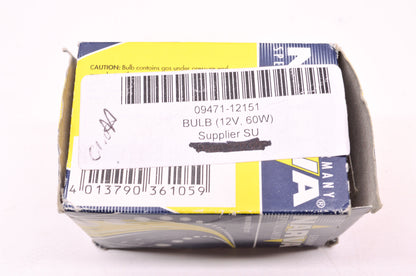 CAUTION: Bulb contains gas under pressure and
09471-12151
BULB (12V, 60W)
Supplier SU
4 013790 361059
NARVA